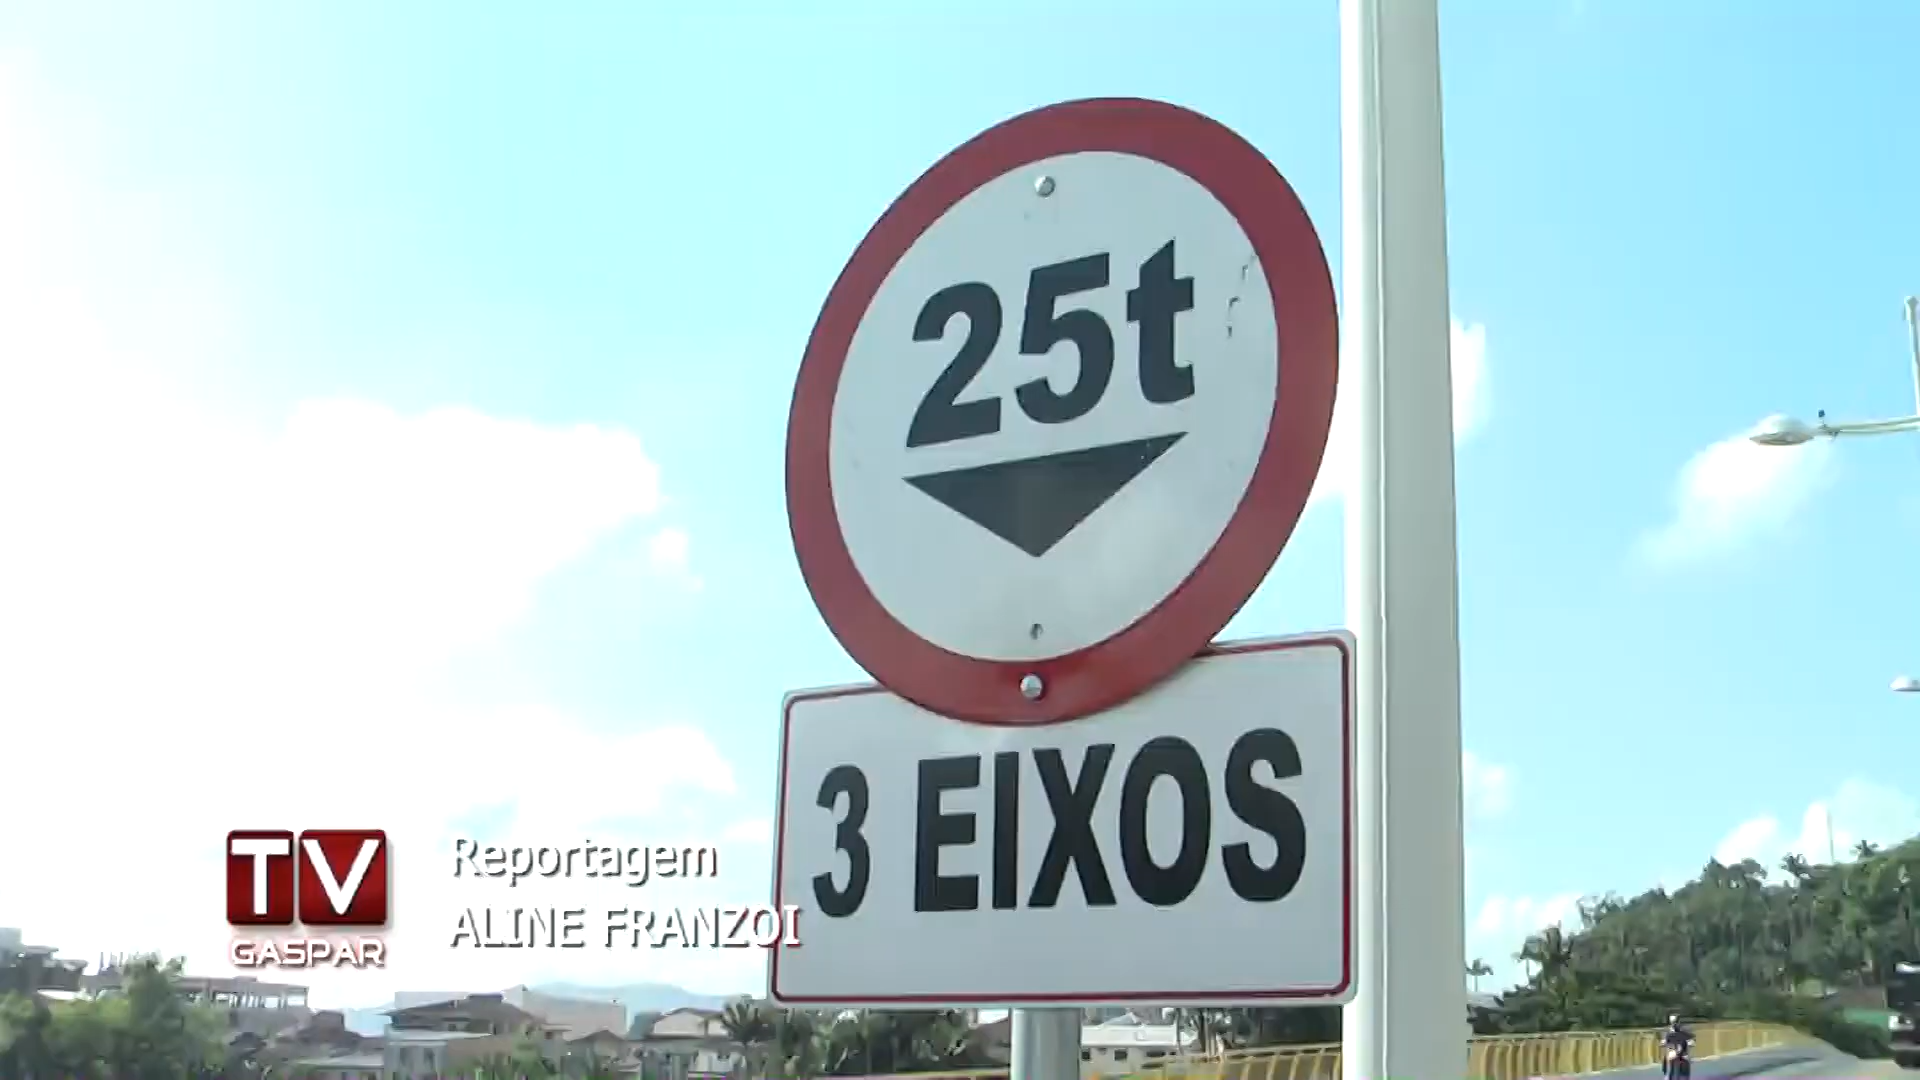 25t
3 EIXOS
TV
GASPAR
Reportagem
ALINE FRANZOI